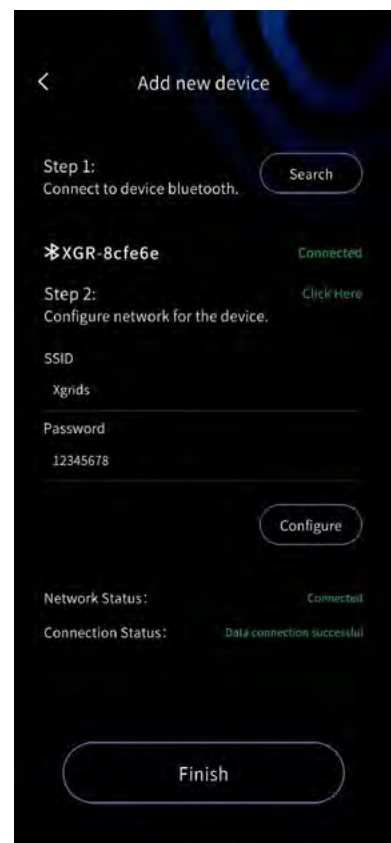 Add new device
Step 1:
Connect to device bluetooth.
Search
XGR-8cfe6e
Connected
Step 2:
Click Here
Configure network for the device.
SSID
Xgrids
Password
12345678
Configure
Network Status:
Connected
Connection Status:
Data connection successful
Finish